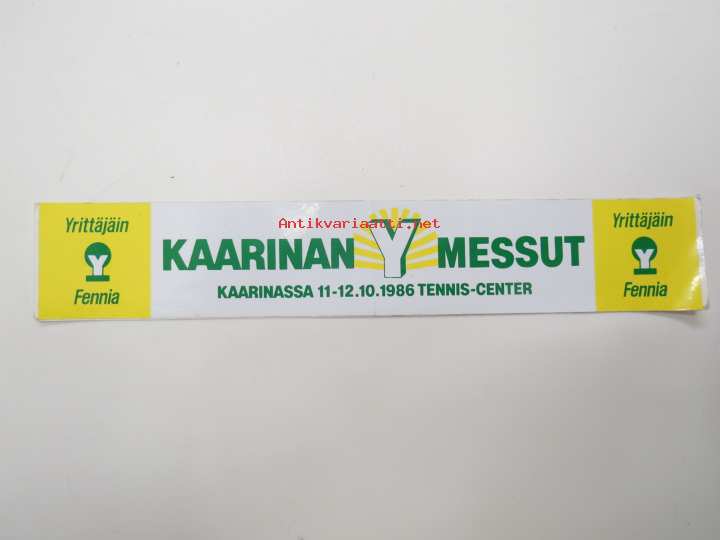 Yrittäjäin
Y
Fennia
Antikvariaatti.net
KAARINAN Y MESSUT
KAARINASSA 11-12.10.1986 TENNIS-CENTER
Yrittäjäin
Y
Fennia